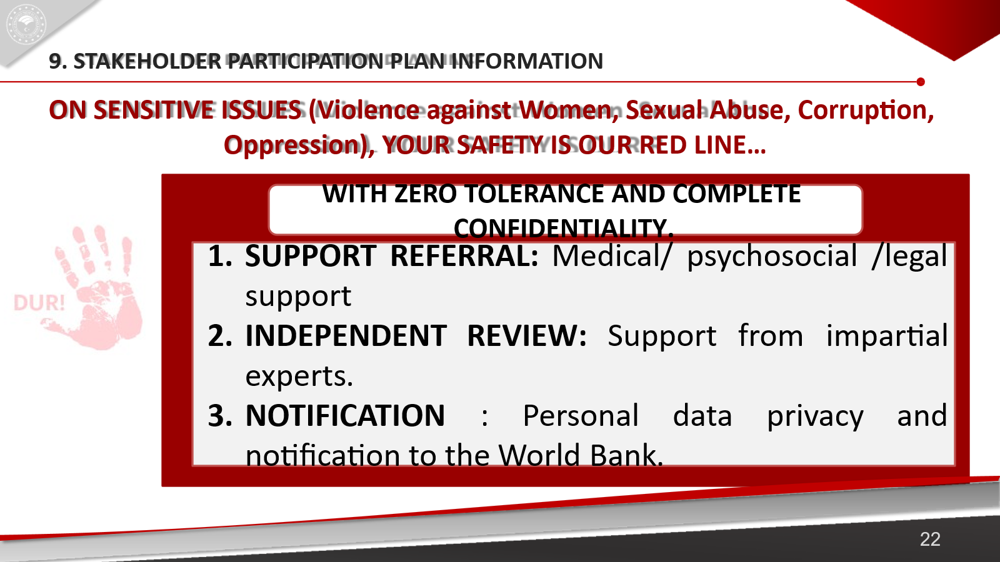 9. STAKEHOLDER PARTICIPATION PLAN INFORMATION
ON SENSITIVE ISSUES (Violence against Women, Sexual Abuse, Corruption,
Oppression), YOUR SAFETY IS OUR RED LINE...
WITH ZERO TOLERANCE AND COMPLETE
CONFIDENTIALITY.
1. SUPPORT REFERRAL: Medical/ psychosocial /legal
support
2. INDEPENDENT REVIEW: Support from impartial
experts.
3. NOTIFICATION : Personal data privacy and
notification to the World Bank.
DUR!
22